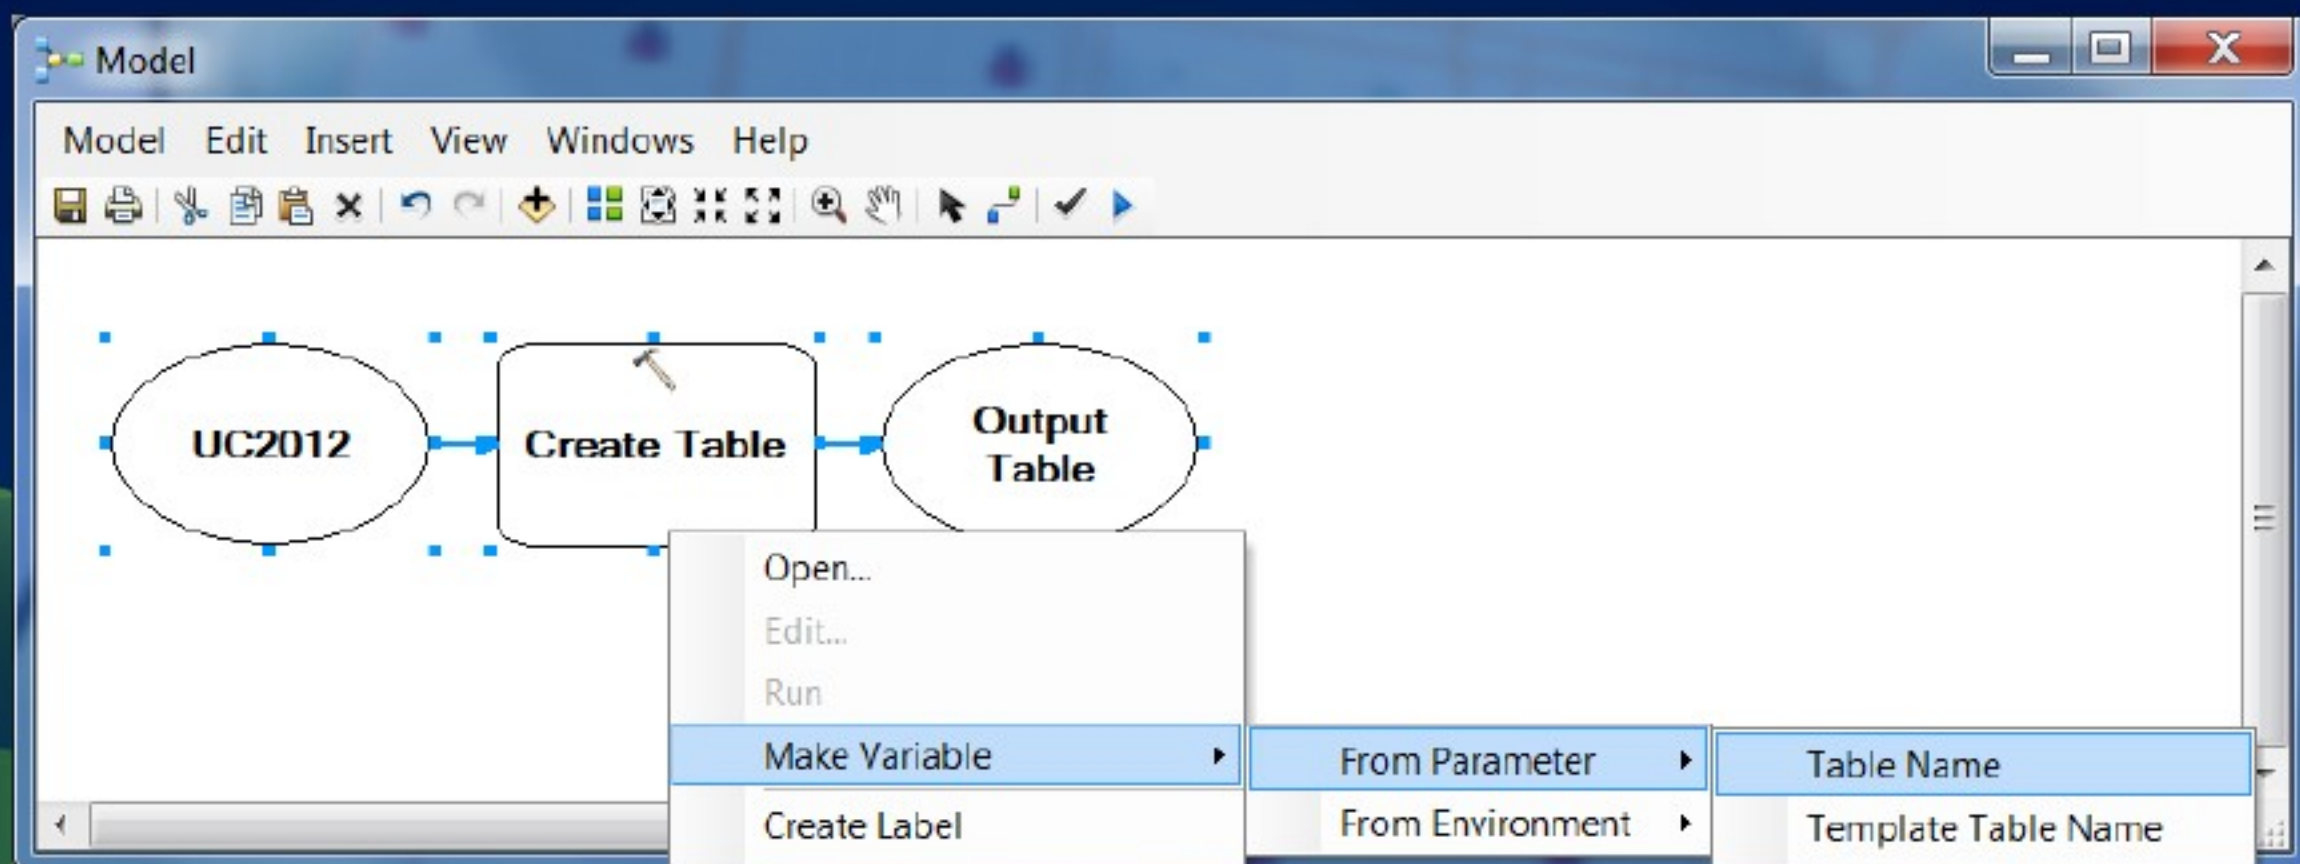 Model
Model Edit Insert View Windows Help
UC2012
Create Table
Output
Table
Open...
Edit...
Run
Make Variable
Create Label
From Parameter
From Environment
Table Name
Template Table Name